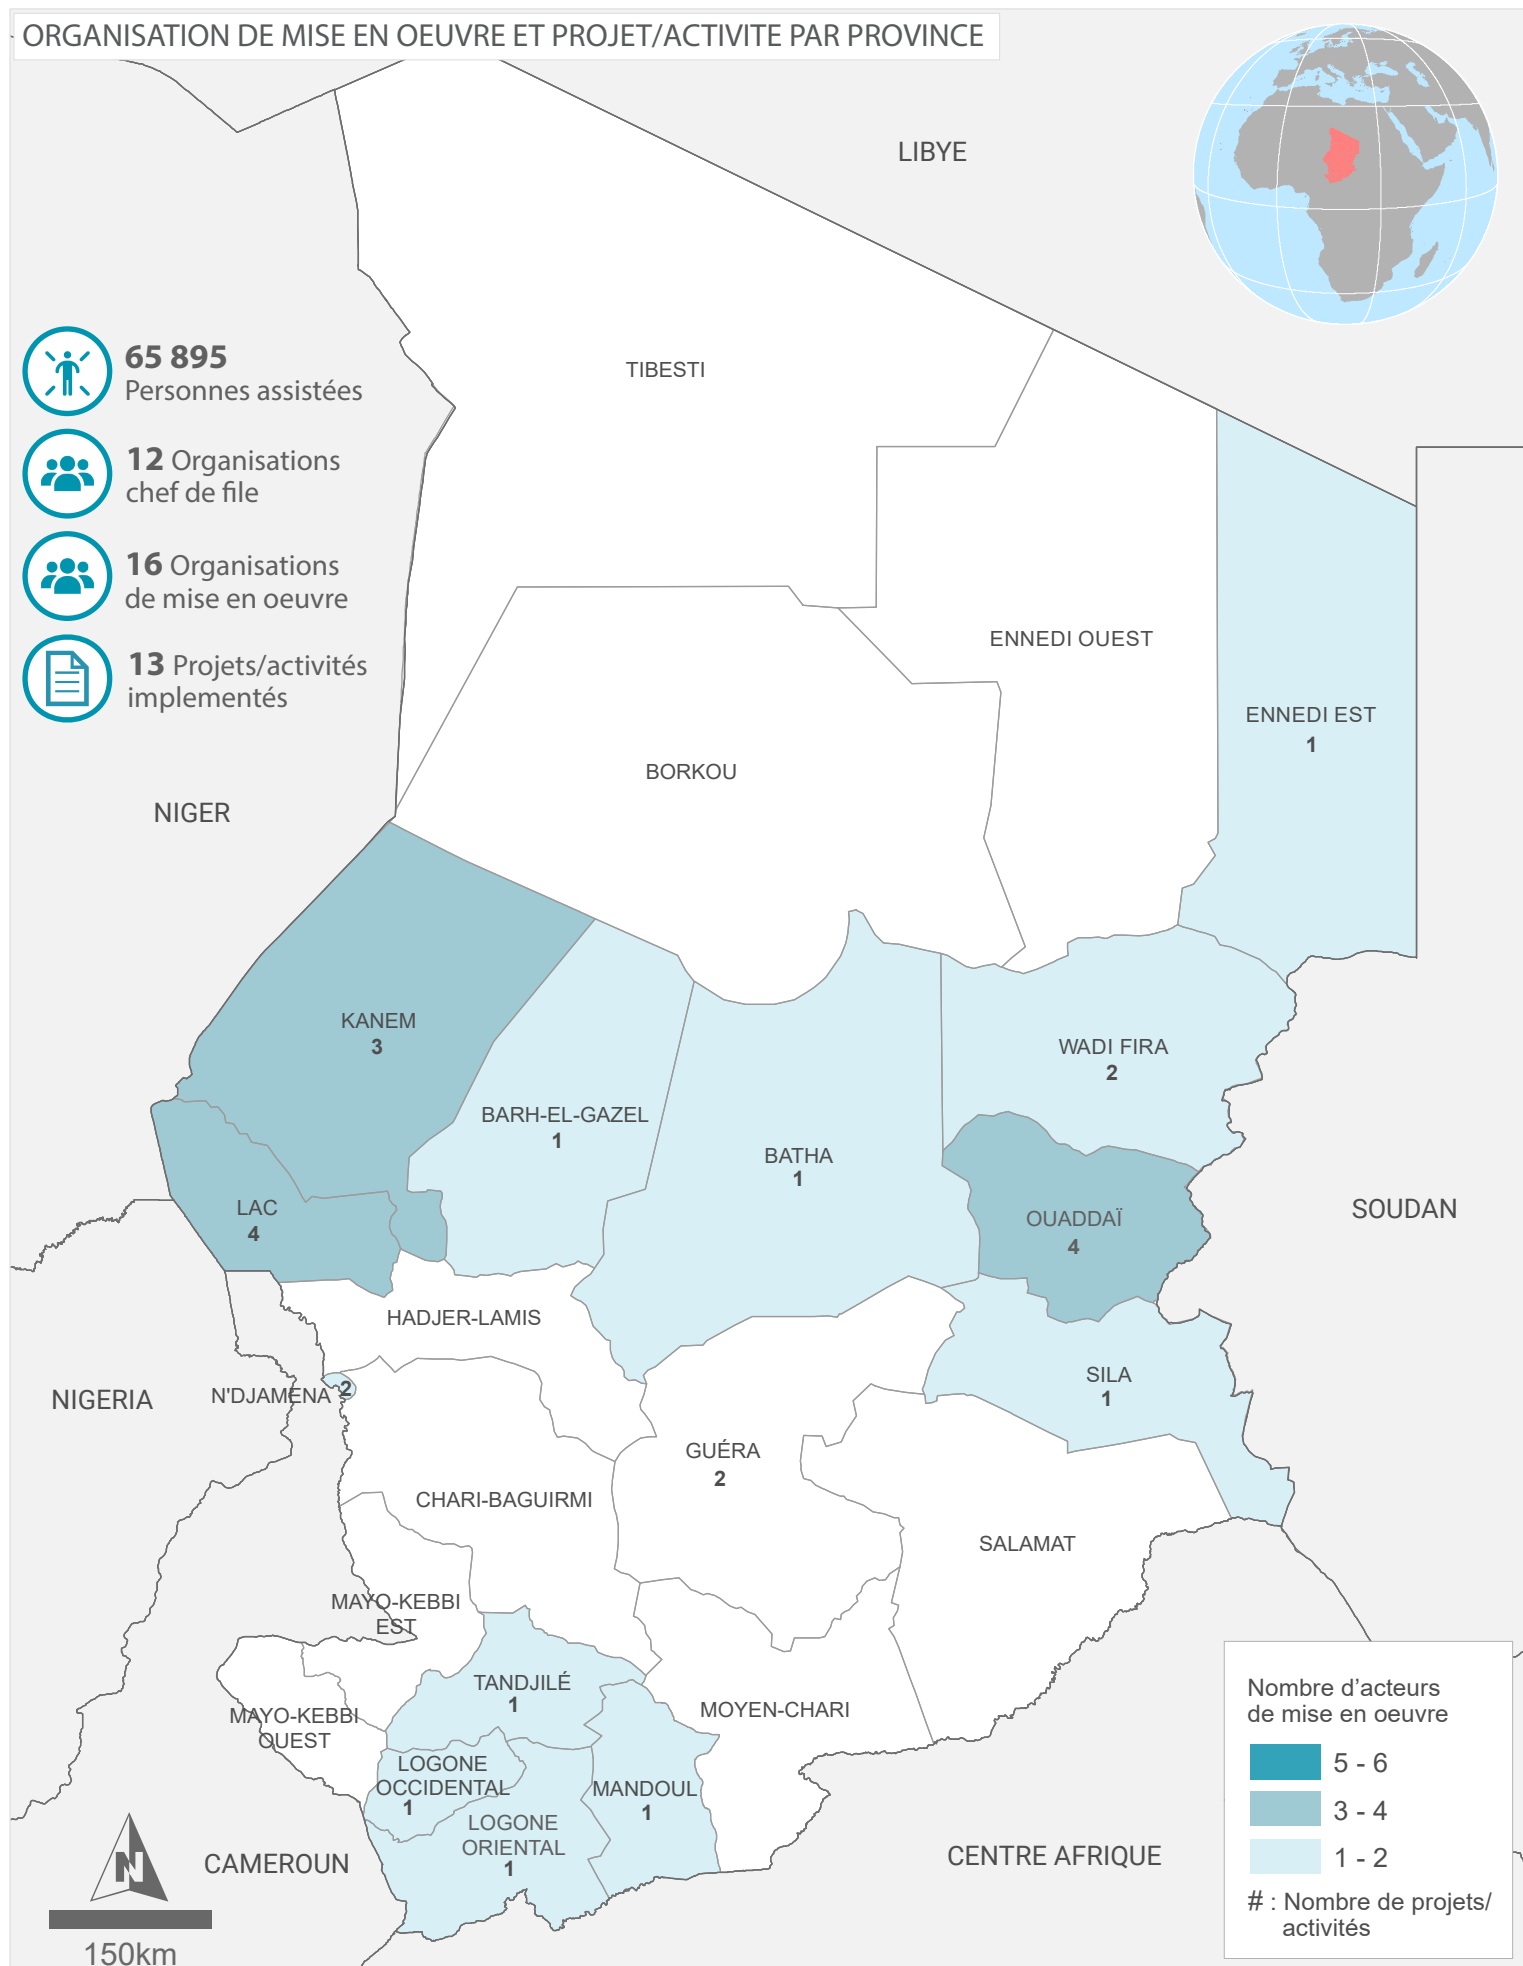 ORGANISATION DE MISE EN OEUVRE ET PROJET/ACTIVITE PAR PROVINCE
LIBYE
65 895
Personnes assistées
12 Organisations
chef de file
16 Organisations
de mise en oeuvre
13 Projets/activités
implementés
TIBESTI
ENNEDI OUEST
ENNEDI EST
1
BORKOU
NIGER
KANEM
3
WADI FIRA
2
BARH-EL-GAZEL
1
BATHA
1
LAC
4
OUADDAÏ
4
SOUDAN
HADJER-LAMIS
NIGERIA
N'DJAMENA 2
SILA
1
GUÉRA
2
CHARI-BAGUIRMI
SALAMAT
MAYO-KEBBI
EST
TANDJILÉ
1
MAYO-KEBBI
OUEST
MOYEN-CHARI
LOGONE
OCCIDENTAL
1
MANDOUL
1
LOGONE
ORIENTAL
1
CAMEROUN
CENTRE AFRIQUE
N
150km
Nombre d’acteurs
de mise en oeuvre
5 - 6
3 - 4
1 - 2
# : Nombre de projets/
activités